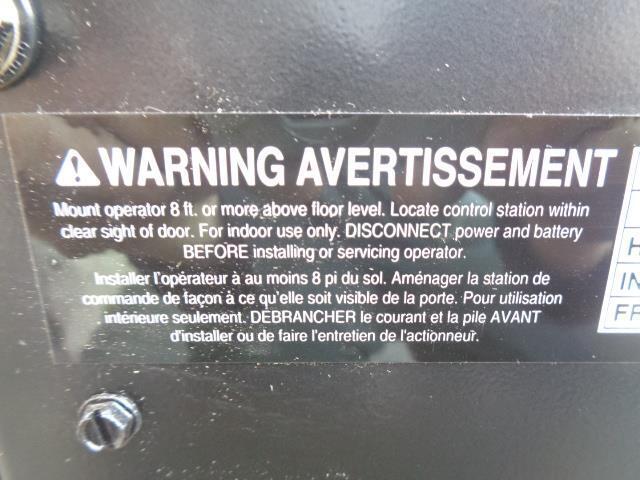 WARNING AVERTISSEMENT
Mount operator 8 ft. or more above floor level. Locate control station within
clear sight of door. For indoor use only. DISCONNECT power and battery
BEFORE installing or servicing operator.
Installer l'opérateur à au moins 8 pi du sol. Aménager la station de
commande de façon à ce qu'elle soit visible de la porte. Pour utilisation
intérieure seulement. DÉBRANCHER le courant et la pile AVANT
d'installer ou de faire l'entretien de l'actionneur.